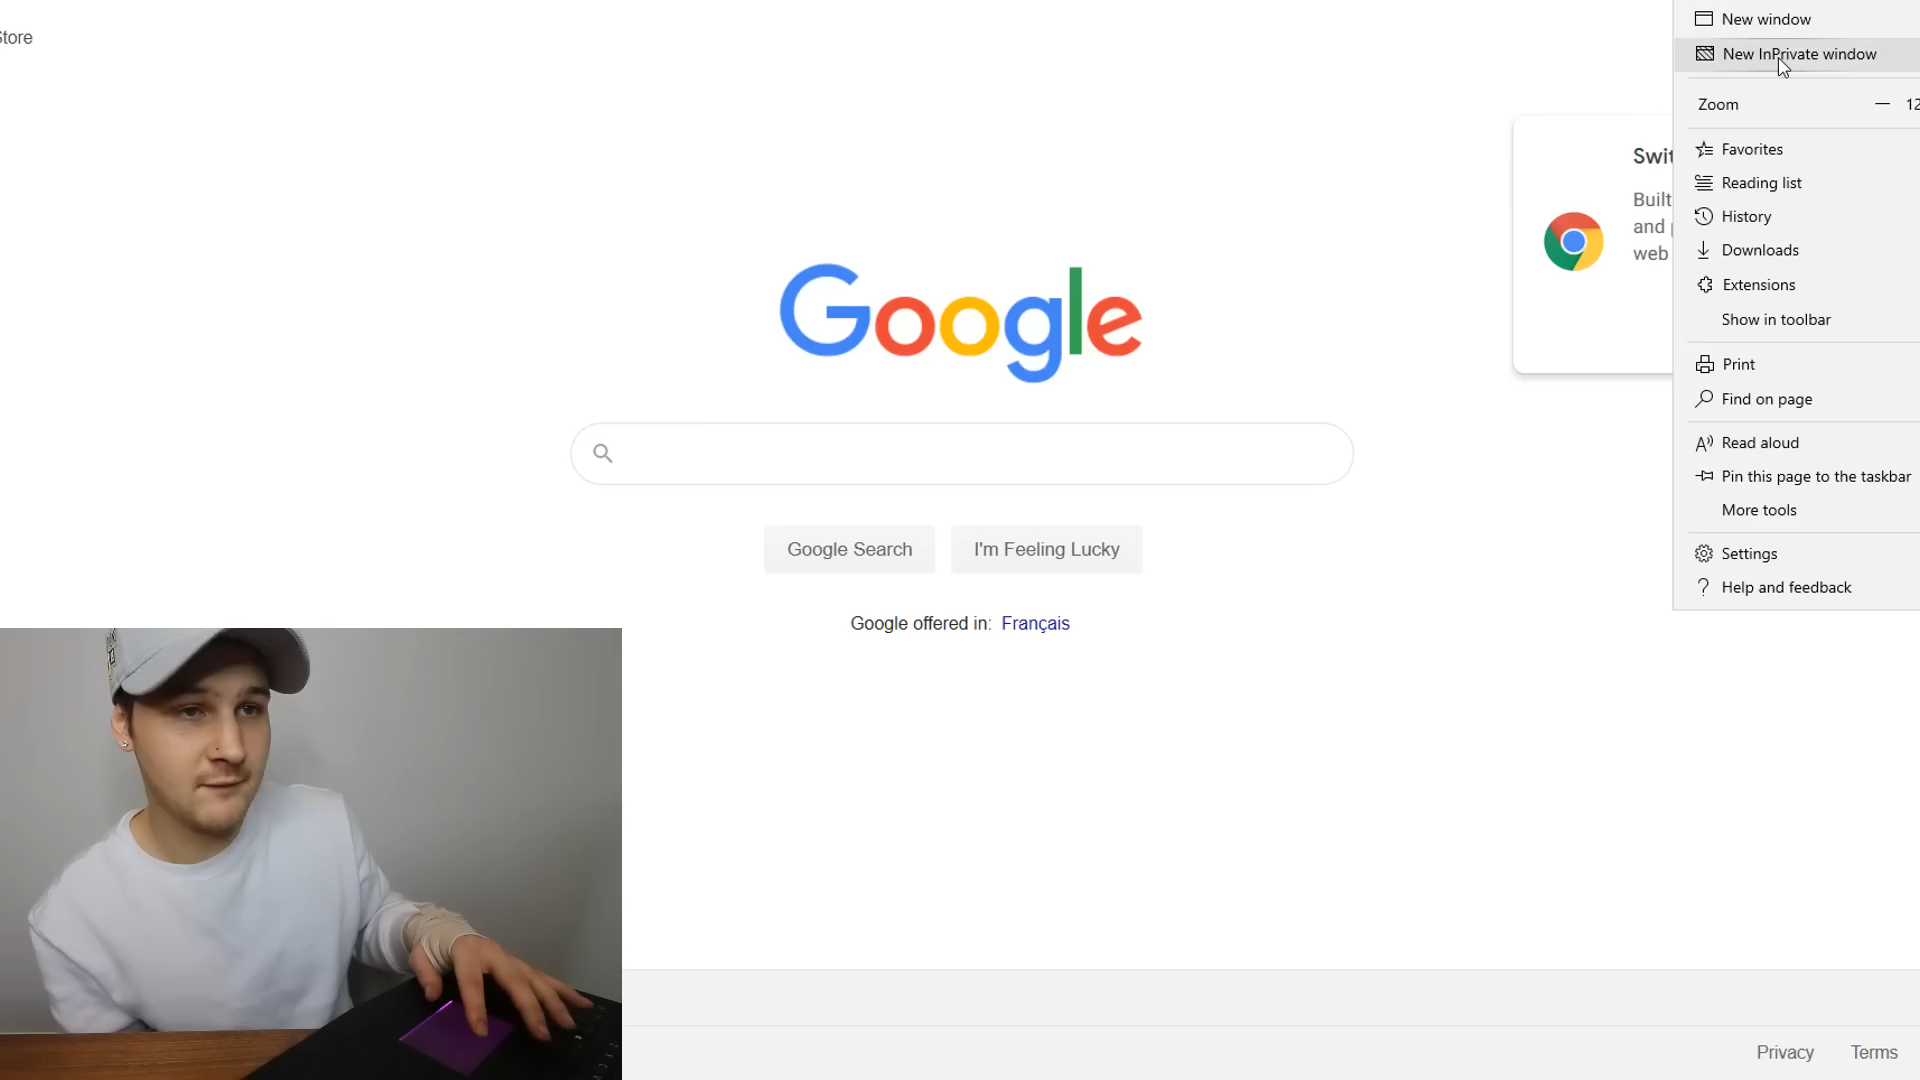 Store
New window
New InPrivate window
Zoom — 12
Favorites
Reading list
History
Downloads
Extensions
Show in toolbar
Print
Find on page
Read aloud
Pin this page to the taskbar
More tools
Settings
Help and feedback
Swit
Built
and
web
Google
Google Search
I'm Feeling Lucky
Google offered in: Français
Privacy Terms